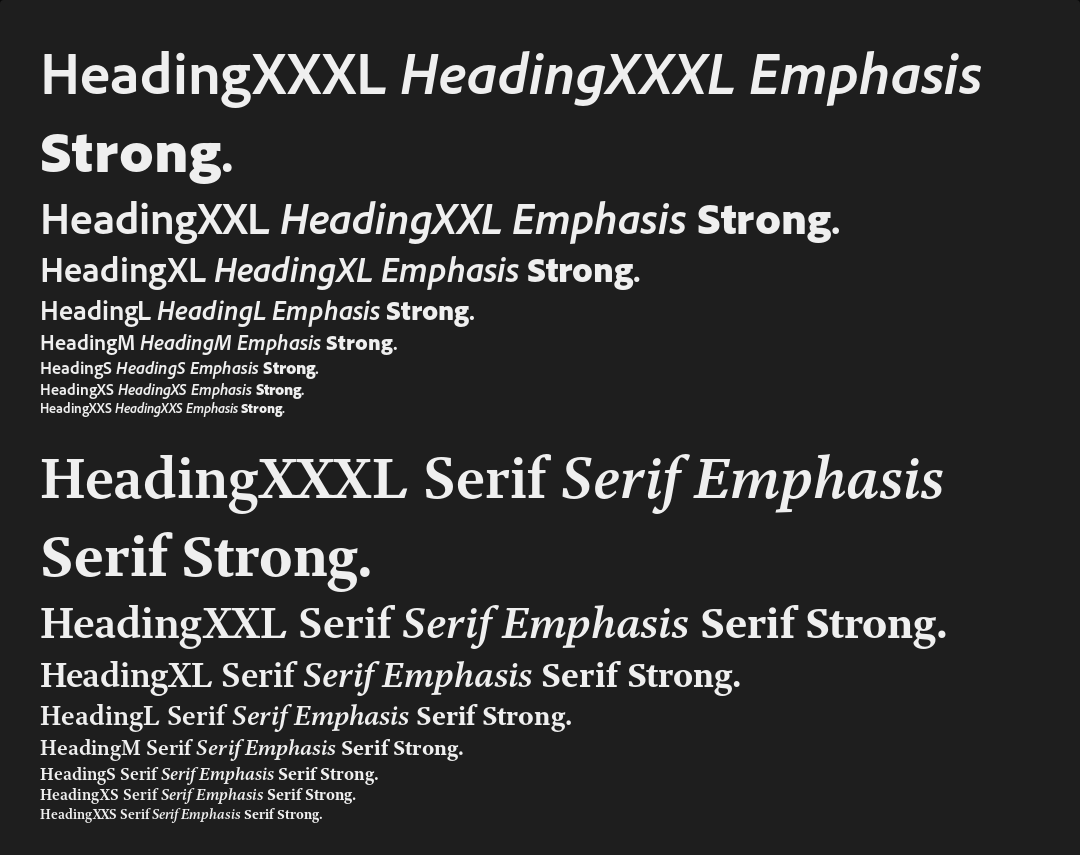 HeadingXXXL HeadingXXXL Emphasis
Strong.
HeadingXXL HeadingXXL Emphasis Strong.
HeadingXL HeadingXL Emphasis Strong.
HeadingL HeadingL Emphasis Strong.
HeadingM HeadingM Emphasis Strong.
HeadingS HeadingS Emphasis Strong.
HeadingXS HeadingXS Emphasis Strong.
HeadingXXS HeadingXXS Emphasis Strong.
HeadingXXXL Serif Serif Emphasis
Serif Strong.
HeadingXXL Serif Serif Emphasis Serif Strong.
HeadingXL Serif Serif Emphasis Serif Strong.
HeadingL Serif Serif Emphasis Serif Strong.
HeadingM Serif Serif Emphasis Serif Strong.
HeadingS Serif Serif Emphasis Serif Strong.
HeadingXS Serif Serif Emphasis Serif Strong.
HeadingXXS Serif Serif Emphasis Serif Strong.